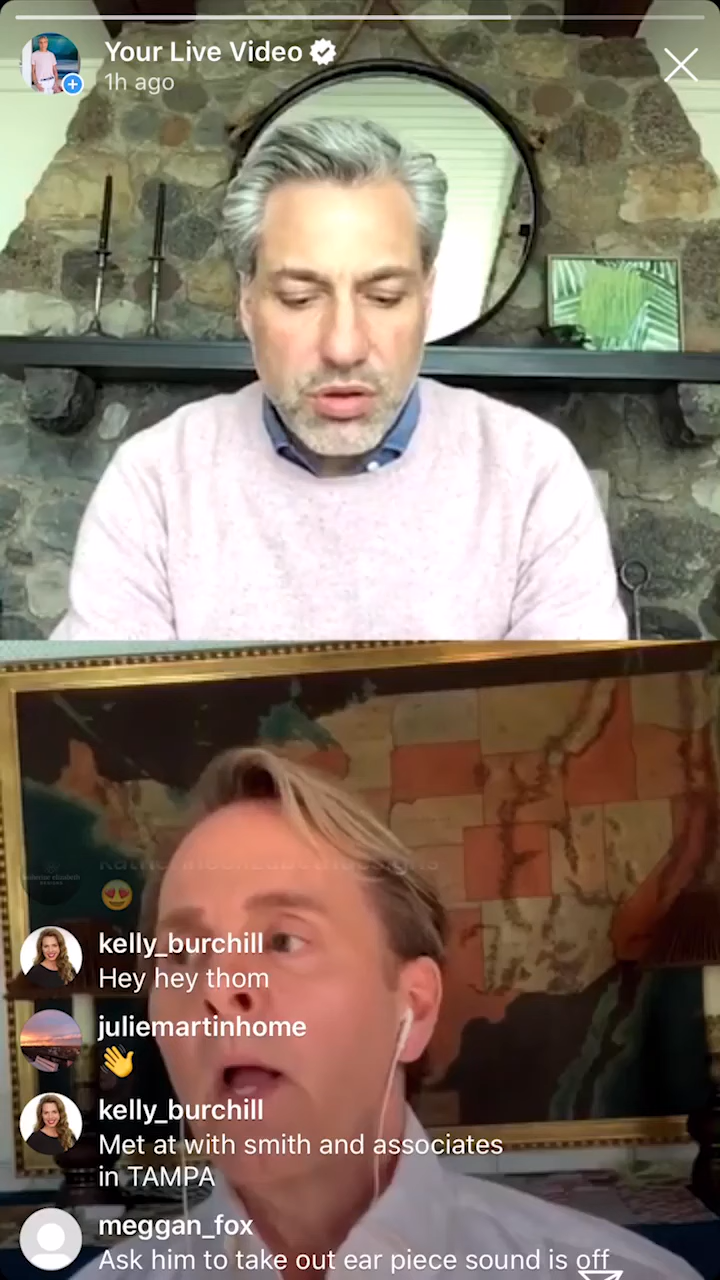 Your Live Video
1h ago
kelly_burchill
Hey hey thom
juliemartinhome
kelly_burchill
Met at with smith and associates
in TAMPA
meggan_fox
Ask him to take out ear piece sound is off